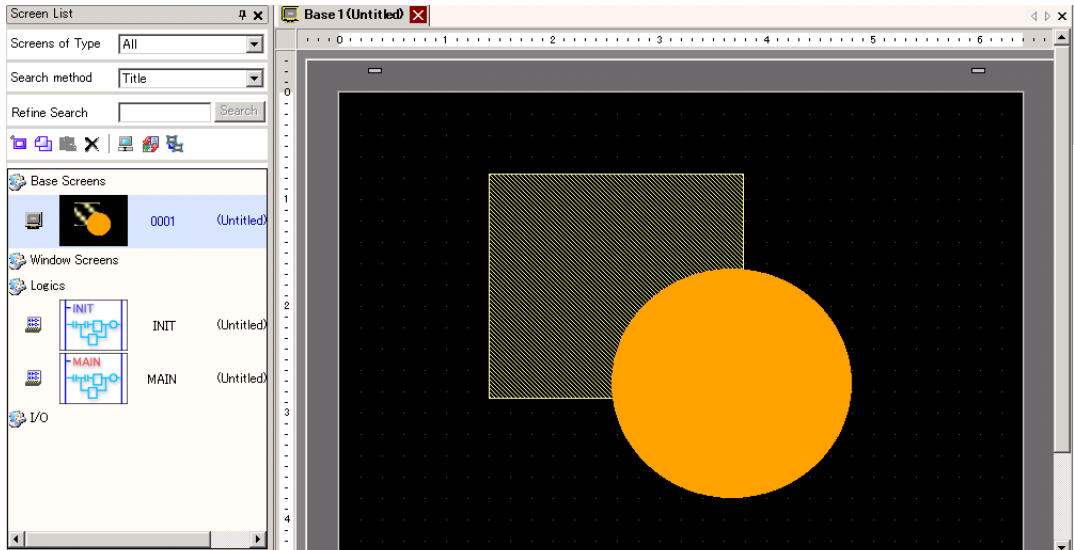 Screen List
Base 1 (Untitled)
Screens of Type All
Search method Title
Refine Search Search
Base Screens
0001 (Untitled)
Window Screens
Logics
INIT
INIT (Untitled)
MAIN
MAIN (Untitled)
I/O
0 1 2 3 4 5 6
0
1
2
3
4